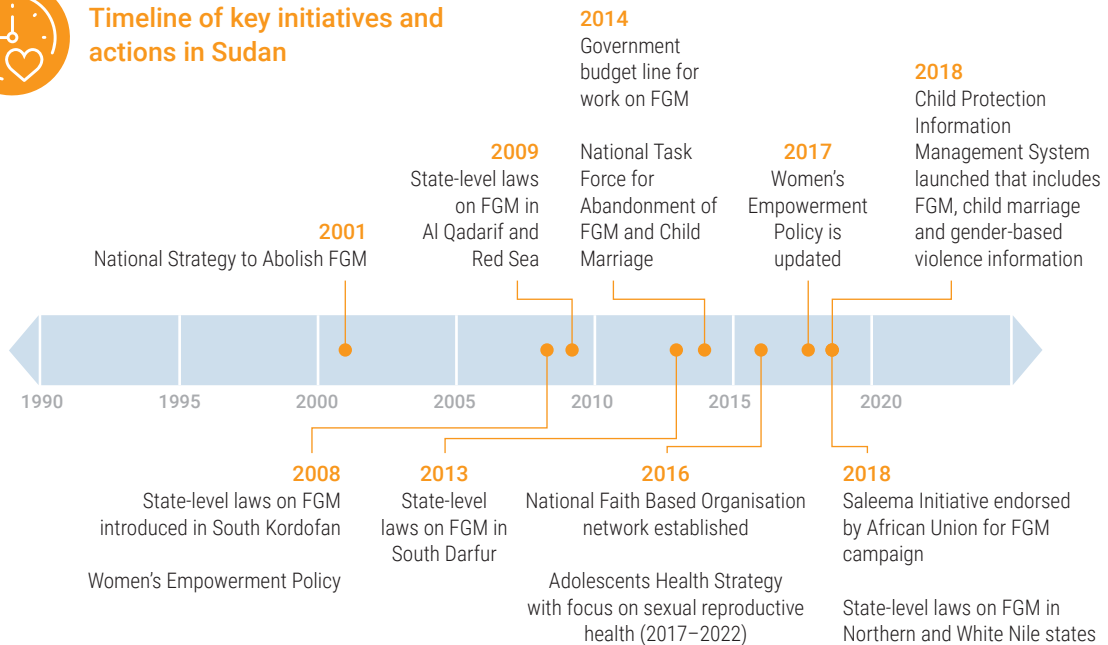 Timeline of key initiatives and
actions in Sudan
2001
National Strategy to Abolish FGM
2009
State-level laws
on FGM in
Al Qadarif and
Red Sea
2014
Government
budget line for
work on FGM
National Task
Force for
Abandonment of
FGM and Child
Marriage
2017
Women's
Empowerment
Policy is
updated
2018
Child Protection
Information
Management System
launched that includes
FGM, child marriage
and gender-based
violence information
1990
1995
2000
2005
2010
2015
2020
2008
State-level laws on FGM
introduced in South Kordofan
Women's Empowerment Policy
2013
State-level
laws on FGM in
South Darfur
2016
National Faith Based Organisation
network established
Adolescents Health Strategy
with focus on sexual reproductive
health (2017–2022)
2018
Saleema Initiative endorsed
by African Union for FGM
campaign
State-level laws on FGM in
Northern and White Nile states